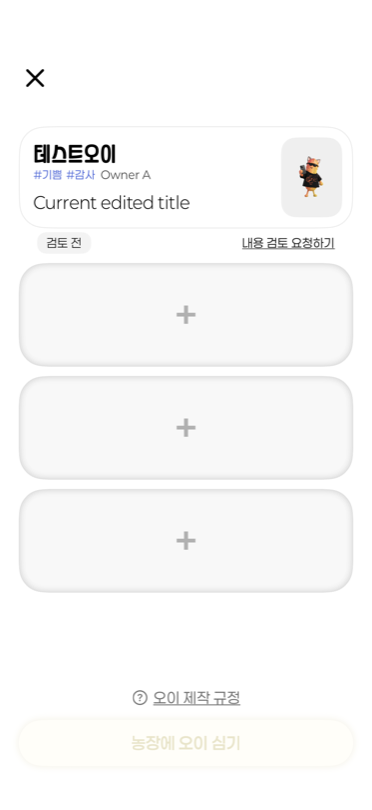 테스트오이
#기쁨 #감사 Owner A
Current edited title
검토 전
내용 검토 요청하기
+
+
+
? 오이 제작 규정
농장에 오이 심기